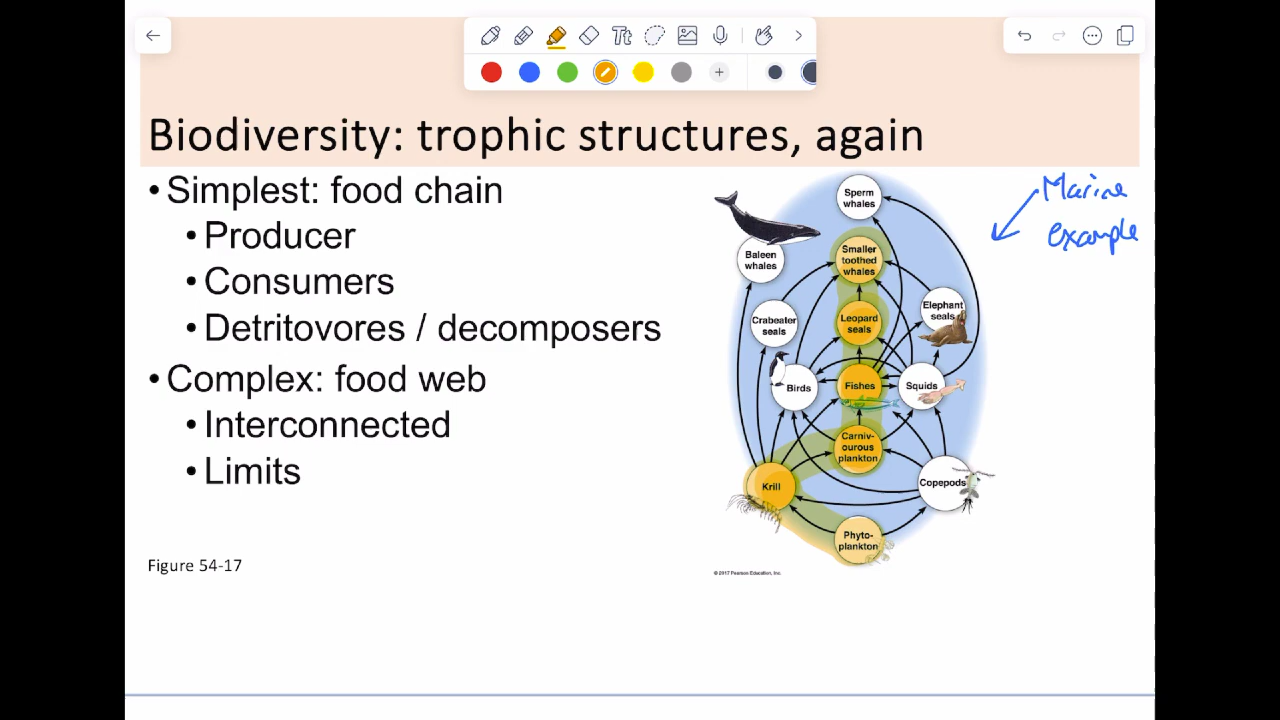 Tt
Biodiversity: trophic structures, again
• Simplest: food chain
• Producer
• Consumers
• Detritovores / decomposers
• Complex: food web
• Interconnected
• Limits
Figure 54-17
Marine
example
Sperm
whales
Baleen
whales
Smaller
toothed
whales
Crabeater
seals
Leopard
seals
Elephant
seals
Birds
Fishes
Squids
Carniv-
ourous
plankton
Krill
Copepods
Phyto-
plankton
© 2017 Pearson Education, Inc.